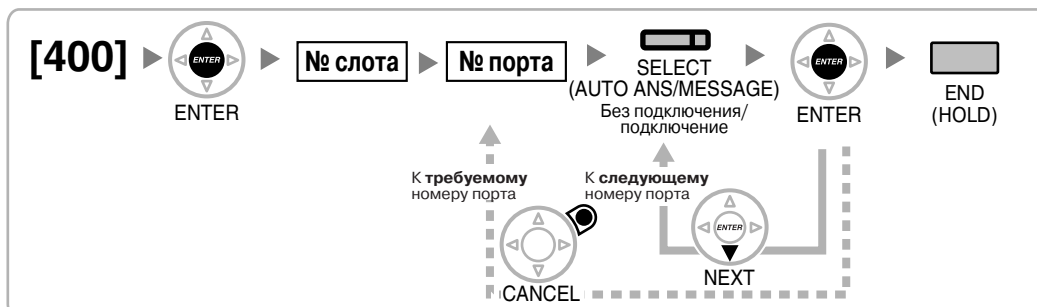 [400]
ENTER
ENTER
№ слота
№ порта
SELECT
(AUTO ANS/MESSAGE)
Без подключения/
подключение
ENTER
ENTER
END
(HOLD)
К требуемому
номеру порта
К следующему
номеру порта
CANCEL
ENTER
NEXT